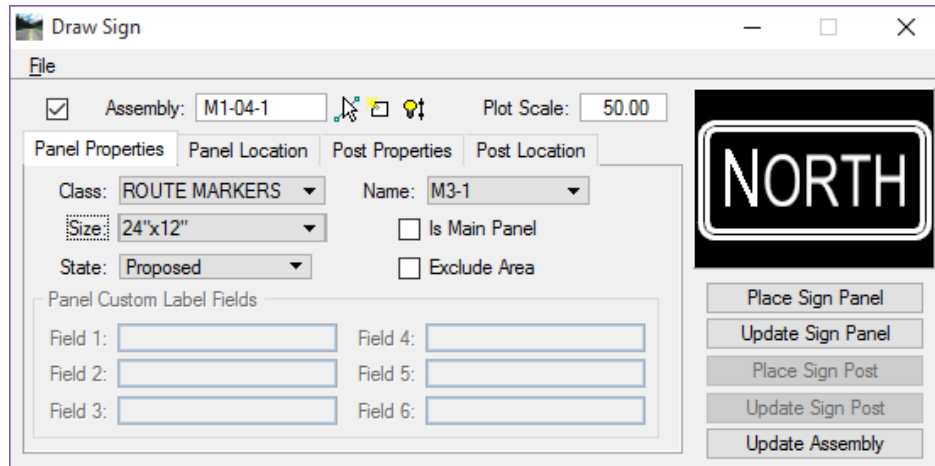 Draw Sign
File
Assembly: M1-04-1 Plot Scale: 50.00
Panel Properties Panel Location Post Properties Post Location
Class: ROUTE MARKERS Name: M3-1
Size: 24"x12" Is Main Panel
State: Proposed Exclude Area
Panel Custom Label Fields
Field 1: Field 4:
Field 2: Field 5:
Field 3: Field 6:
NORTH
Place Sign Panel
Update Sign Panel
Place Sign Post
Update Sign Post
Update Assembly